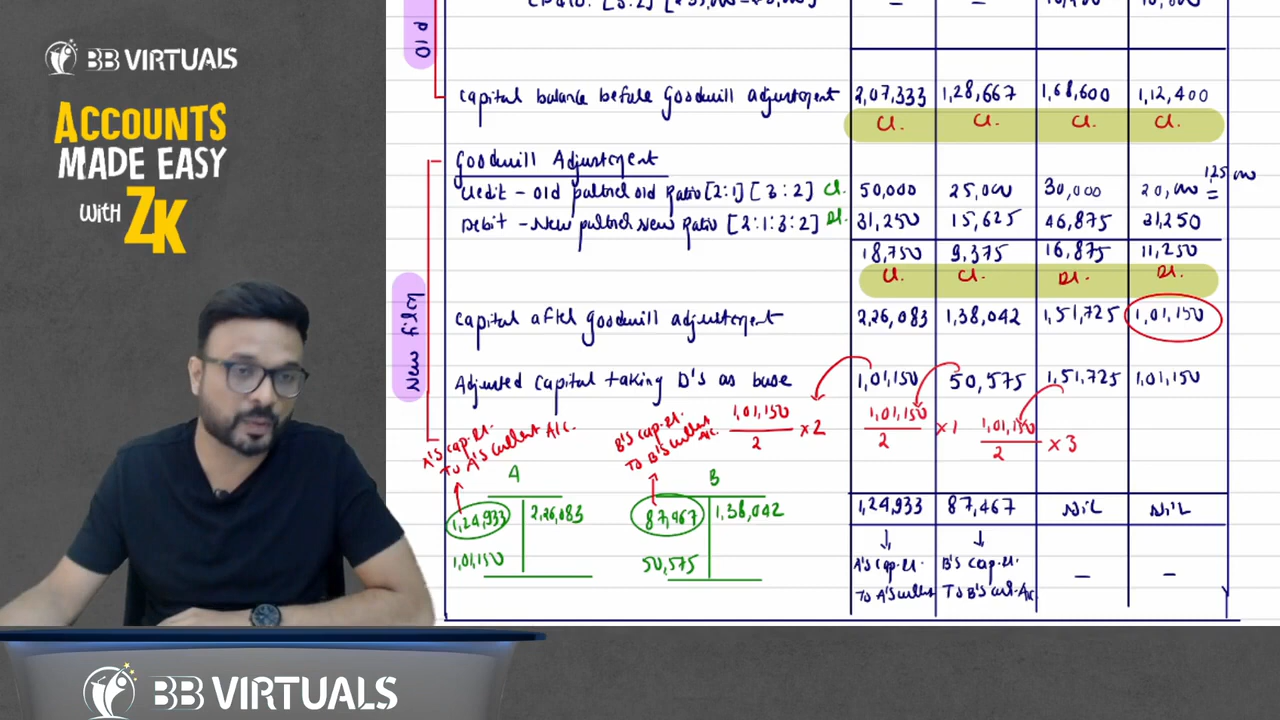 BB VIRTUALS
ACCOUNTS
MADE EASY
WITH ZK
Old
Capital balance before Goodwill adjustment 2,07,333 1,28,667 1,68,600 1,12,400
Cr. Cr. Cr. Cr.
Goodwill Adjustment
125000
Credit - Old partner Old Ratio [2:1] [3:2] Cr. 50,000 25,000 30,000 20,000 =
Debit - New partner New Ratio [2:1:3:2] Dr. 31,250 15,625 46,875 31,250
18,750 9,375 16,875 11,250
Cr. Cr. Dr. Dr.
New firm
Capital after goodwill adjustment 2,26,083 1,38,042 1,51,725 1,01,150
Adjusted Capital taking D's as base 1,01,150 50,575 1,51,725 1,01,150
1,01,150 / 2 × 2 1,01,150 / 2 × 1 1,01,150 / 2 × 3
A's Cap. Dr.
To A's Current A/c.
B's Cap. Dr.
To B's Current A/c.
A B
1,24,933 2,26,083 87,467 1,38,042 1,24,933 87,467 NIL NIL
1,01,150 50,575
A's Cap. Dr. B's Cap. Dr. — —
To A's Current To B's Cur. A/c
BB VIRTUALS